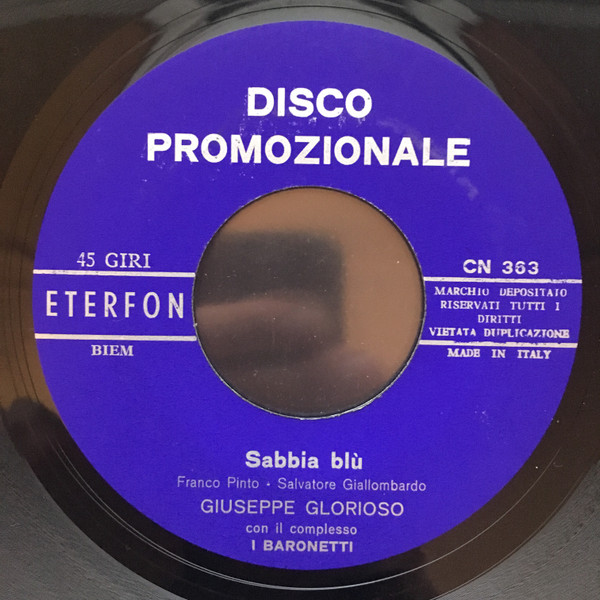 DISCO
PROMOZIONALE
45 GIRI
ETERFON
BIEM
CN 363
MARCHIO DEPOSITATO
RISERVATI TUTTI I
DIRITTI
VIETATA DUPLICAZIONE
MADE IN ITALY
Sabbia blù
Franco Pinto - Salvatore Giallombardo
GIUSEPPE GLORIOSO
con il complesso
I BARONETTI